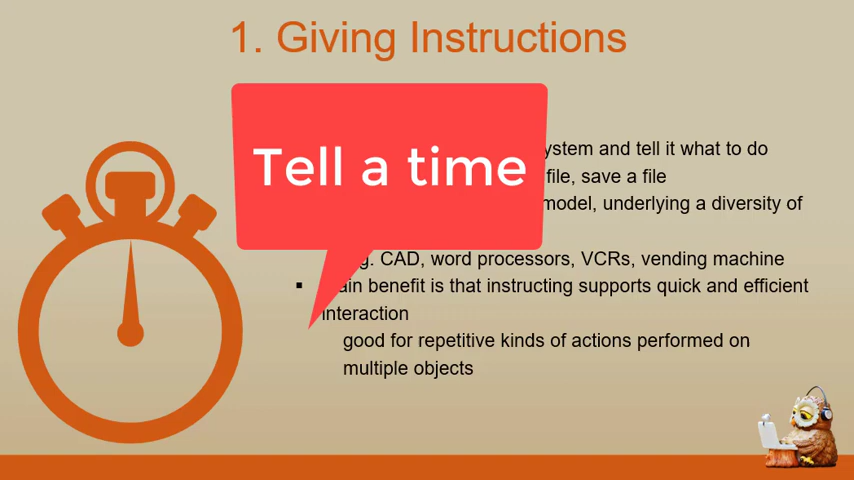 1. Giving Instructions
Tell a time
system and tell it what to do
file, save a file
model, underlying a diversity of
CAD, word processors, VCRs, vending machine
benefit is that instructing supports quick and efficient
interaction
good for repetitive kinds of actions performed on
multiple objects